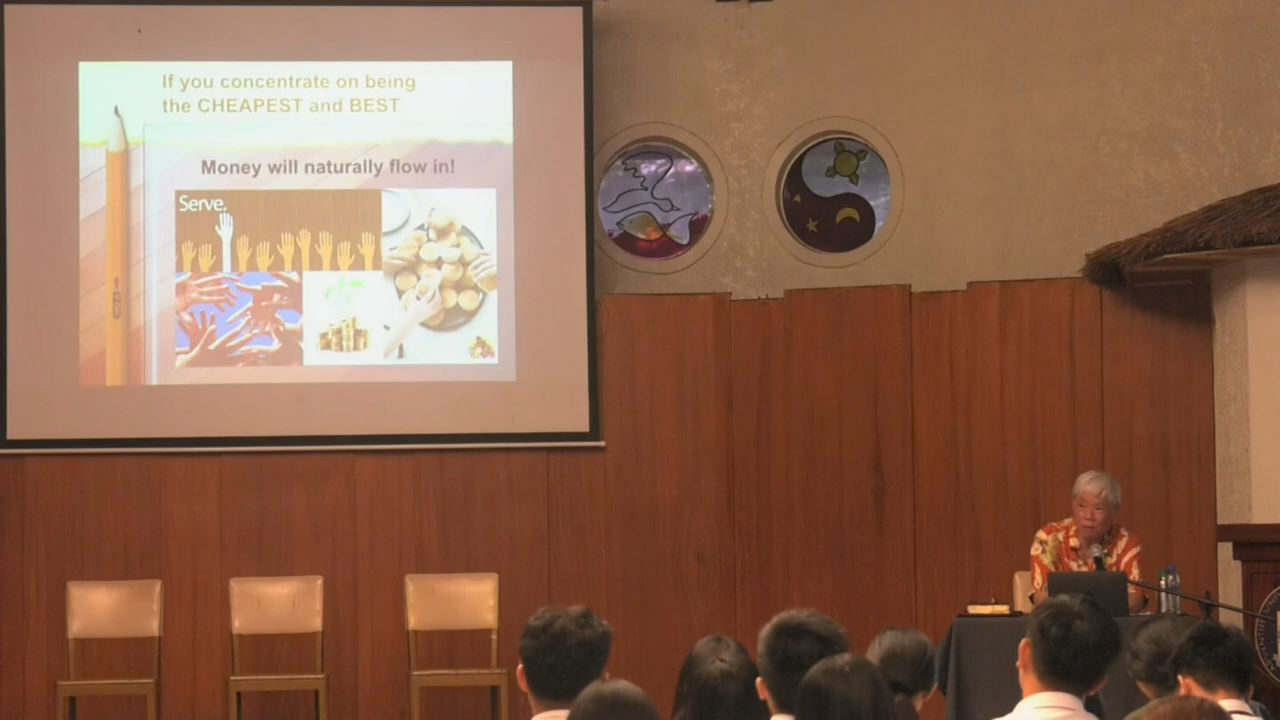 If you concentrate on being
the CHEAPEST and BEST
Money will naturally flow in!
Serve.